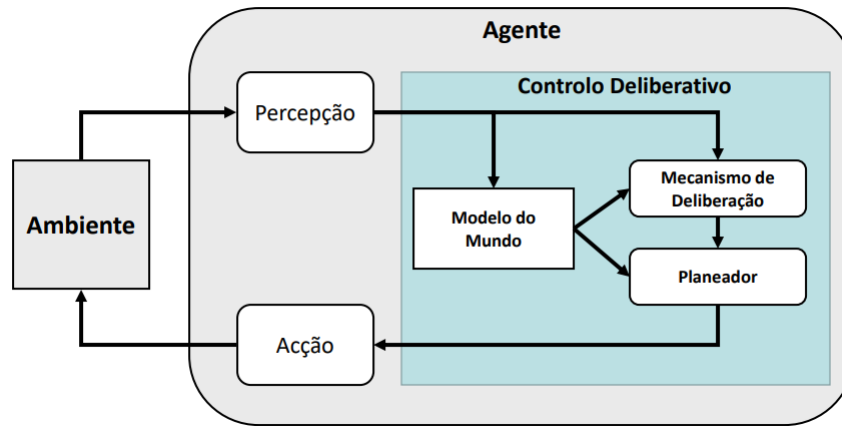 Agente
Controlo Deliberativo
Percepção
Ambiente
Modelo do
Mundo
Mecanismo de
Deliberação
Planeador
Acção